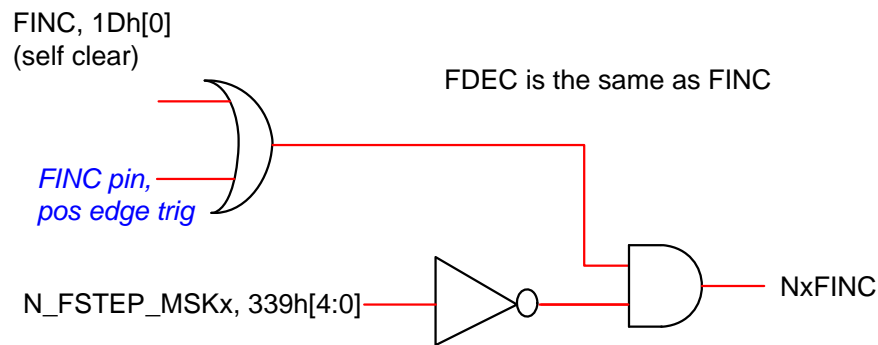 FINC, 1Dh[0]
(self clear)
FDEC is the same as FINC
FINC pin,
pos edge trig
N_FSTEP_MSKx, 339h[4:0]
NxFINC